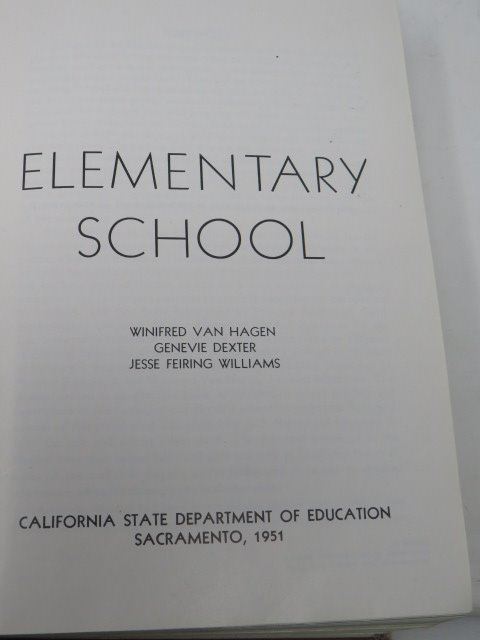 ELEMENTARY
SCHOOL
WINIFRED VAN HAGEN
GENEVIE DEXTER
JESSE FEIRING WILLIAMS
CALIFORNIA STATE DEPARTMENT OF EDUCATION
SACRAMENTO, 1951